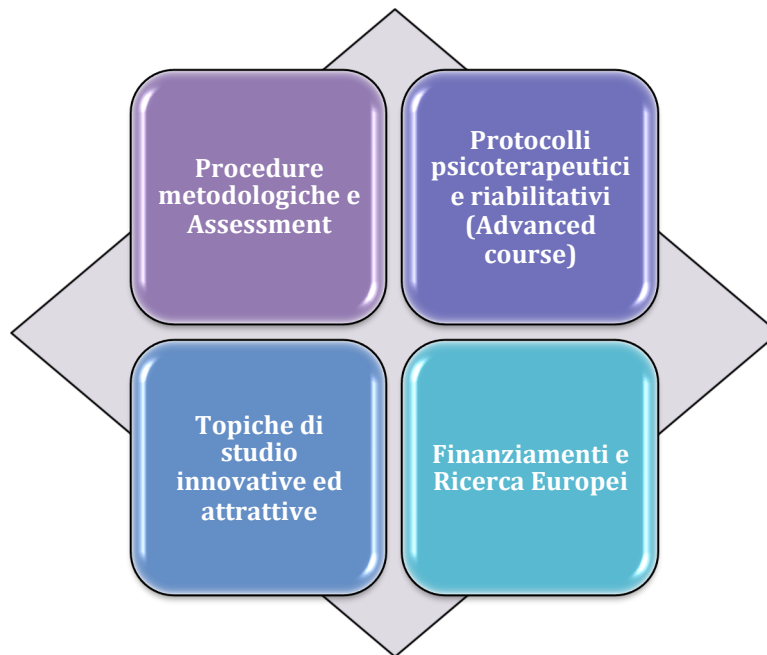 Procedure
metodologiche e
Assessment
Protocolli
psicoterapeutici
e riabilitativi
(Advanced
course)
Topiche di
studio
innovative ed
attrattive
Finanziamenti e
Ricerca Europei